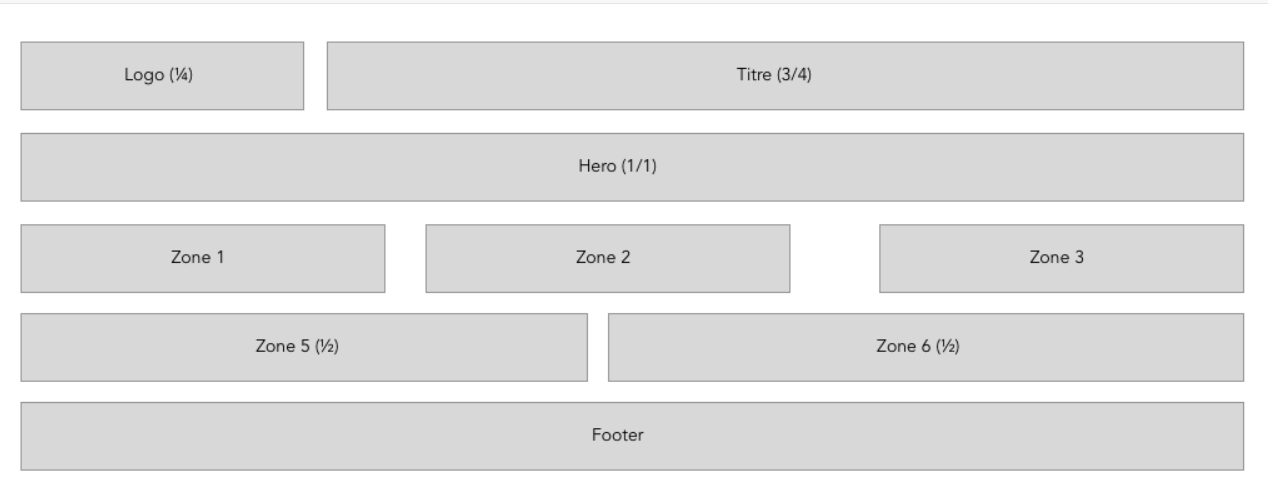 Logo (¼)
Titre (3/4)
Hero (1/1)
Zone 1
Zone 2
Zone 3
Zone 5 (½)
Zone 6 (½)
Footer